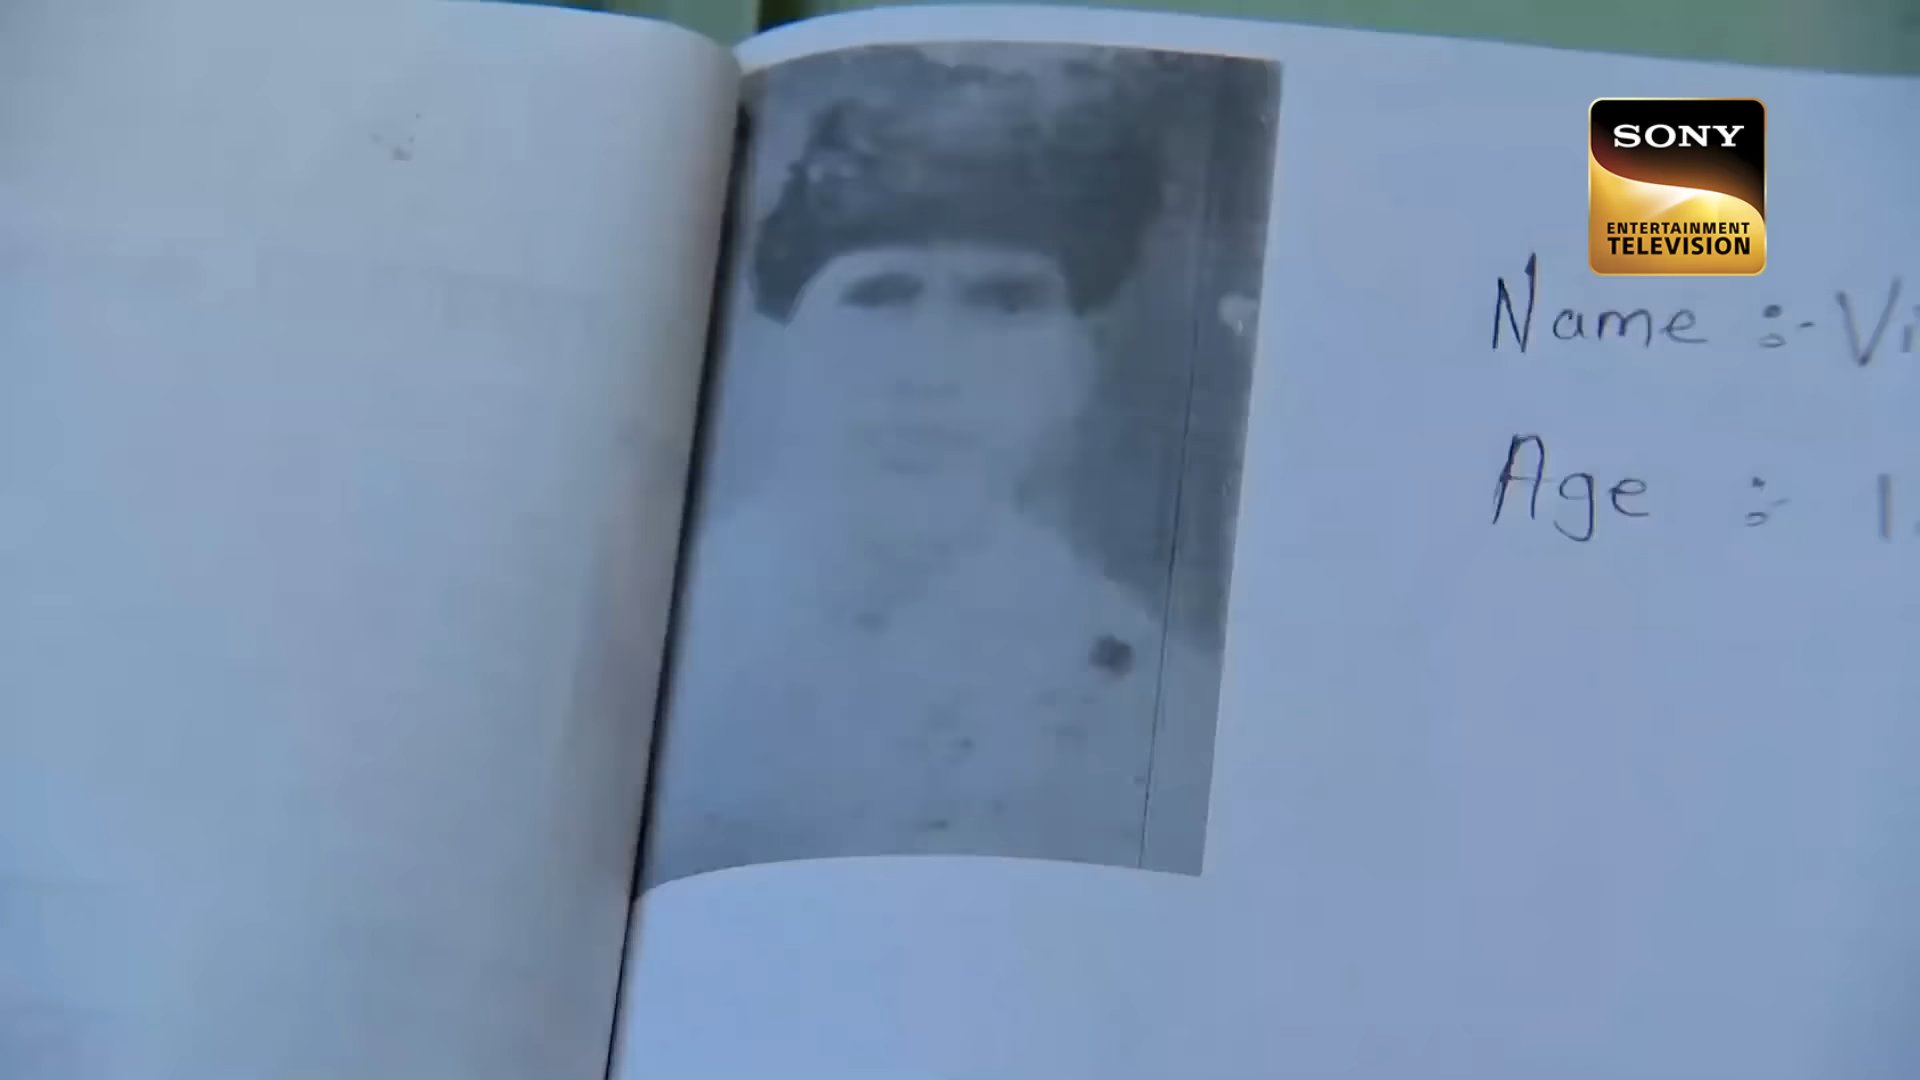 SONY
ENTERTAINMENT
TELEVISION
Name :- Vi
Age :- 1